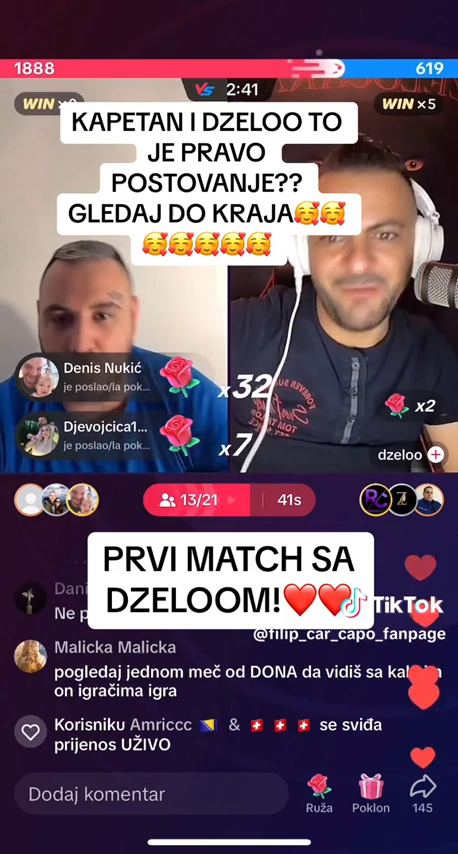 1888
619
VS 2:41
WIN
WIN ×5
KAPETAN I DZELOO TO
JE PRAVO
POSTOVANJE??
GLEDAJ DO KRAJA🥰🥰
🥰🥰🥰🥰🥰
FOREVER
Denis Nukić
je poslao/la pok...
x32
Djevojcica1...
je poslao/la pok...
x7
x2
dzeloo
13/21
41s
PRVI MATCH SA
DZELOOM!❤️❤️
TikTok
@filip_car_capo_fanpage
Dani
Ne p
Malicka Malicka
pogledaj jednom meč od DONA da vidiš sa
on igračima igra
Korisniku Amriccc 🇧🇦 & 🇨🇭 🇨🇭 🇨🇭 se sviđa
prijenos UŽIVO
Dodaj komentar
Ruža
Poklon
145